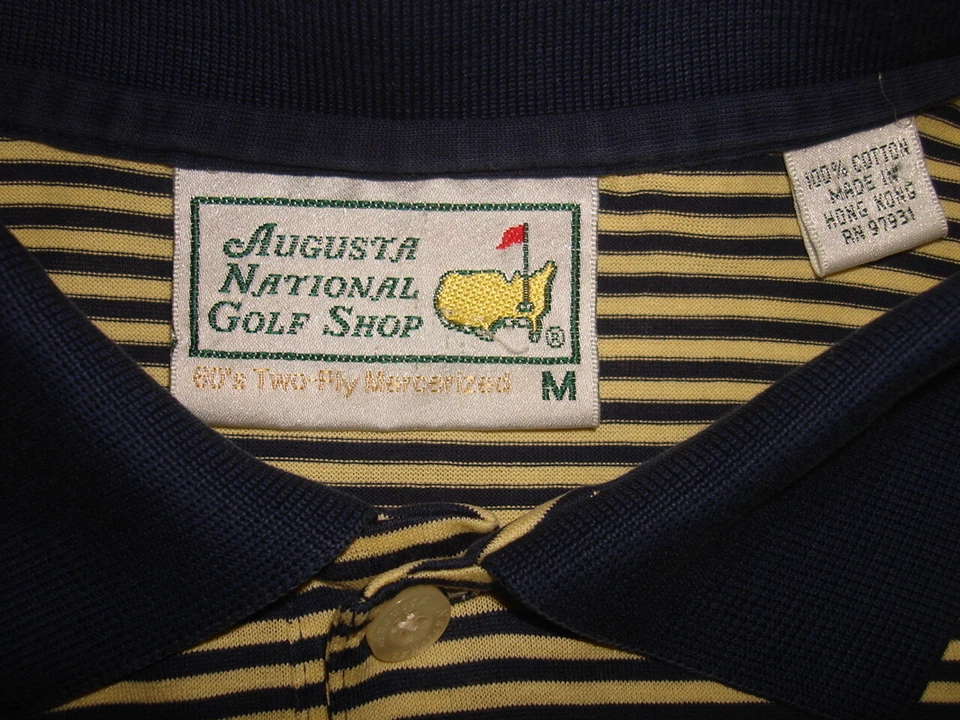 AUGUSTA
NATIONAL
GOLF SHOP
®
60's Two-Ply Mercerized M
100% COTTON
MADE IN
HONG KONG
RN 97931